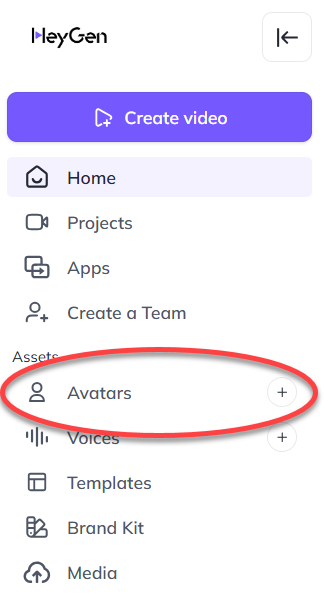 HeyGen
Create video
Home
Projects
Apps
Create a Team
Assets
Avatars
Voices
Templates
Brand Kit
Media